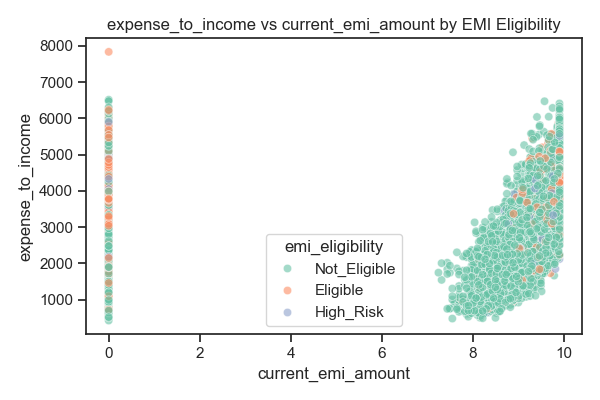 expense_to_income vs current_emi_amount by EMI Eligibility
8000
7000
6000
5000
4000
3000
2000
1000
expense_to_income
emi_eligibility
Not_Eligible
Eligible
High_Risk
0
2
4
6
8
10
current_emi_amount